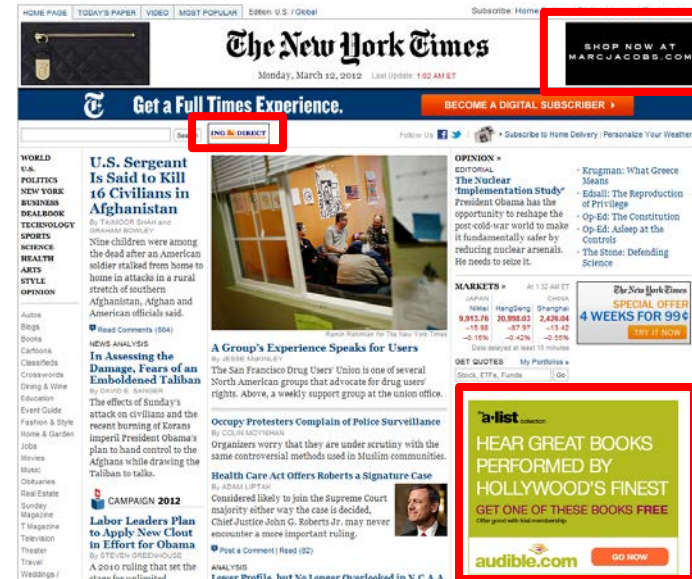 HOME PAGE TODAY'S PAPER VIDEO MOST POPULAR Edition: U.S. / Global
Subscribe: Home
The New York Times
Monday, March 12, 2012 Last Update: 1:02 AM ET
SHOP NOW AT
MARCJACOBS.COM
Get a Full Times Experience.
BECOME A DIGITAL SUBSCRIBER
ING DIRECT
Follow Us
Subscribe to Home Delivery | Personalize Your Weather
WORLD
U.S.
POLITICS
NEW YORK
BUSINESS
DEALBOOK
TECHNOLOGY
SPORTS
SCIENCE
HEALTH
ARTS
STYLE
OPINION
Autos
Blogs
Books
Cartoons
Classifieds
Crosswords
Dining & Wine
Education
Event Guide
Fashion & Style
Home & Garden
Jobs
Movies
Music
Obituaries
Real Estate
Sunday
Magazine
T Magazine
Television
Theater
Travel
Weddings /
U.S. Sergeant
Is Said to Kill
16 Civilians in
Afghanistan
By TAIMOOR SHAH and
GRAHAM BOWLEY
Nine children were among
the dead after an American
soldier stalked from home to
home in attacks in a rural
stretch of southern
Afghanistan, Afghan and
American officials said.
Read Comments (564)
NEWS ANALYSIS
In Assessing the
Damage, Fears of an
Emboldened Taliban
By DAVID E. SANGER
The effects of Sunday's
attack on civilians and the
recent burning of Korans
imperil President Obama's
plan to hand control to the
Afghans while drawing the
Taliban to talks.
CAMPAIGN 2012
Labor Leaders Plan
to Apply New Clout
in Effort for Obama
By STEVEN GREENHOUSE
A 2010 ruling that set the
stage for unlimited
Ramin Rahimian for The New York Times
A Group's Experience Speaks for Users
By JESSE McKINLEY
The San Francisco Drug Users' Union is one of several
North American groups that advocate for drug users'
rights. Above, a weekly support group at the union office.
Occupy Protesters Complain of Police Surveillance
By COLIN MOYNIHAN
Organizers worry that they are under scrutiny with the
same controversial methods used in Muslim communities.
Health Care Act Offers Roberts a Signature Case
By ADAM LIPTAK
Considered likely to join the Supreme Court
majority either way the case is decided,
Chief Justice John G. Roberts Jr. may never
encounter a more important ruling.
Post a Comment | Read (82)
ANALYSIS
Lower Profile, but No Longer Overlooked in N.C.A.A.
OPINION »
EDITORIAL
The Nuclear
'Implementation Study'
President Obama has the
opportunity to reshape the
post-cold-war world to make
it fundamentally safer by
reducing nuclear arsenals.
He needs to seize it.
Krugman: What Greece
Means
Edsall: The Reproduction
of Privilege
Op-Ed: The Constitution
Op-Ed: Asleep at the
Controls
The Stone: Defending
Science
MARKETS » At 1:32 AM ET
JAPAN CHINA
Nikkei HangSeng Shanghai
9,913.76 20,998.03 2,426.04
-15.98 -87.97 -13.42
-0.16% -0.42% -0.55%
Data delayed at least 15 minutes
GET QUOTES My Portfolios »
Stock, ETFs, Funds Go
The New York Times
SPECIAL OFFER
4 WEEKS FOR 99¢
TRY IT NOW
a-list collection
HEAR GREAT BOOKS
PERFORMED BY
HOLLYWOOD'S FINEST
GET ONE OF THESE BOOKS FREE
Offer good with trial membership
audible.com
GO NOW